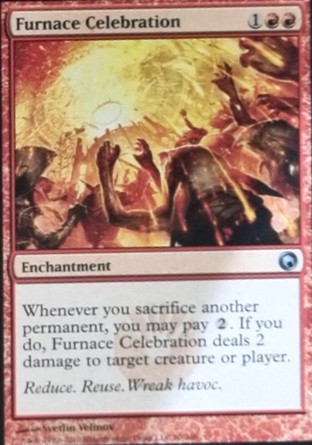 Furnace Celebration 1
Enchantment
Whenever you sacrifice another
permanent, you may pay 2. If you
do, Furnace Celebration deals 2
damage to target creature or player.
Reduce. Reuse. Wreak havoc.
Svetlin Velinov